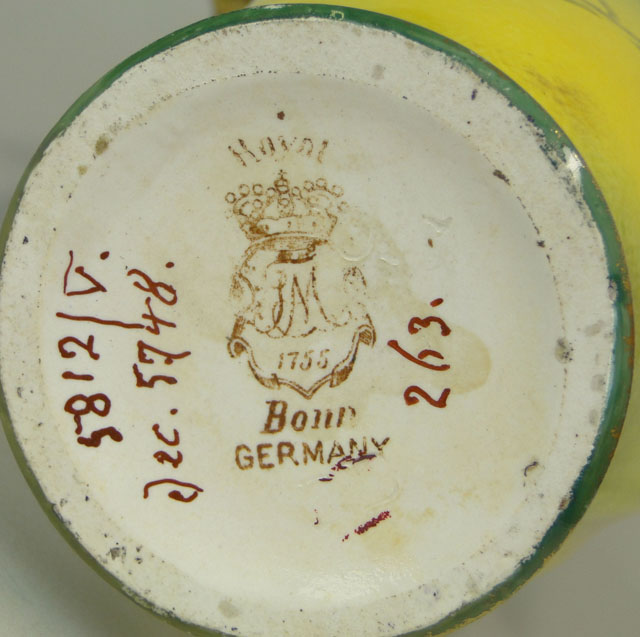 Royal
FM
1755
Bonn
GERMANY
5812/V.
Dec. 5748.
263.